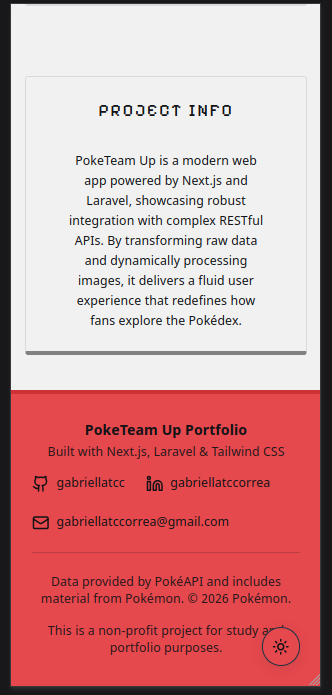 PROJECT INFO
PokeTeam Up is a modern web
app powered by Next.js and
Laravel, showcasing robust
integration with complex RESTful
APIs. By transforming raw data
and dynamically processing
images, it delivers a fluid user
experience that redefines how
fans explore the Pokédex.
PokeTeam Up Portfolio
Built with Next.js, Laravel & Tailwind CSS
gabriellatcc gabriellatccorrea
gabriellatccorrea@gmail.com
Data provided by PokéAPI and includes
material from Pokémon. © 2026 Pokémon.
This is a non-profit project for study and
portfolio purposes.